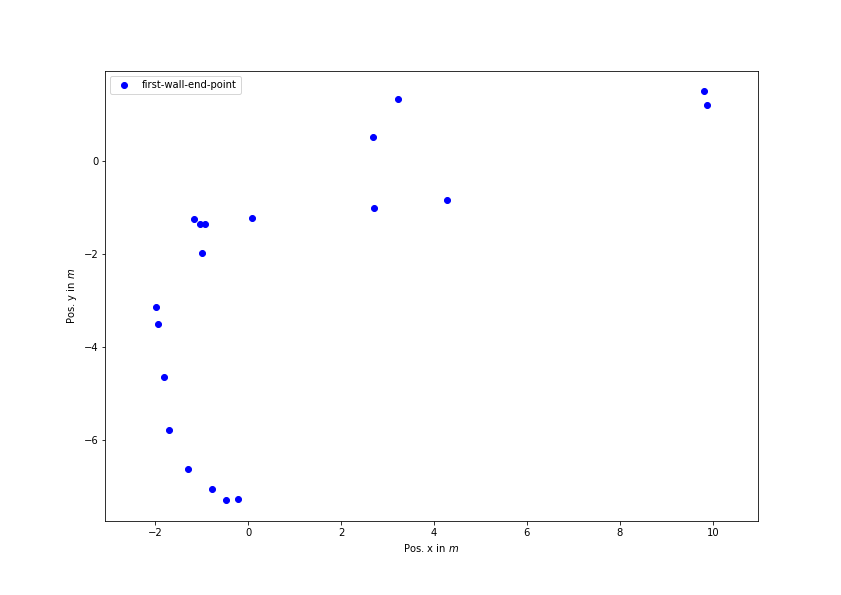 first-wall-end-point
0
−2
−4
−6
Pos. y in m
−2 0 2 4 6 8 10
Pos. x in m